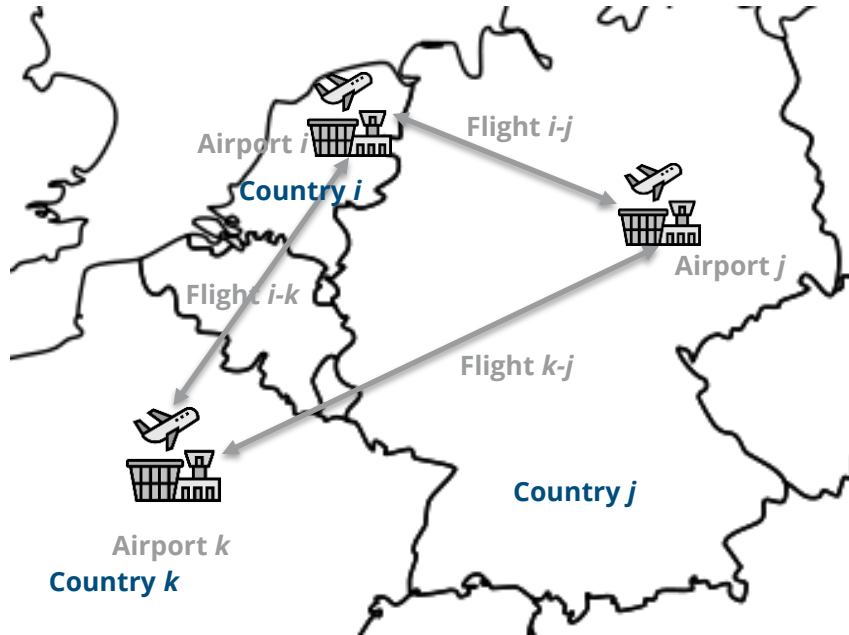 Flight i-j
Airport i
Country i
Airport j
Flight i-k
Flight k-j
Country j
Airport k
Country k